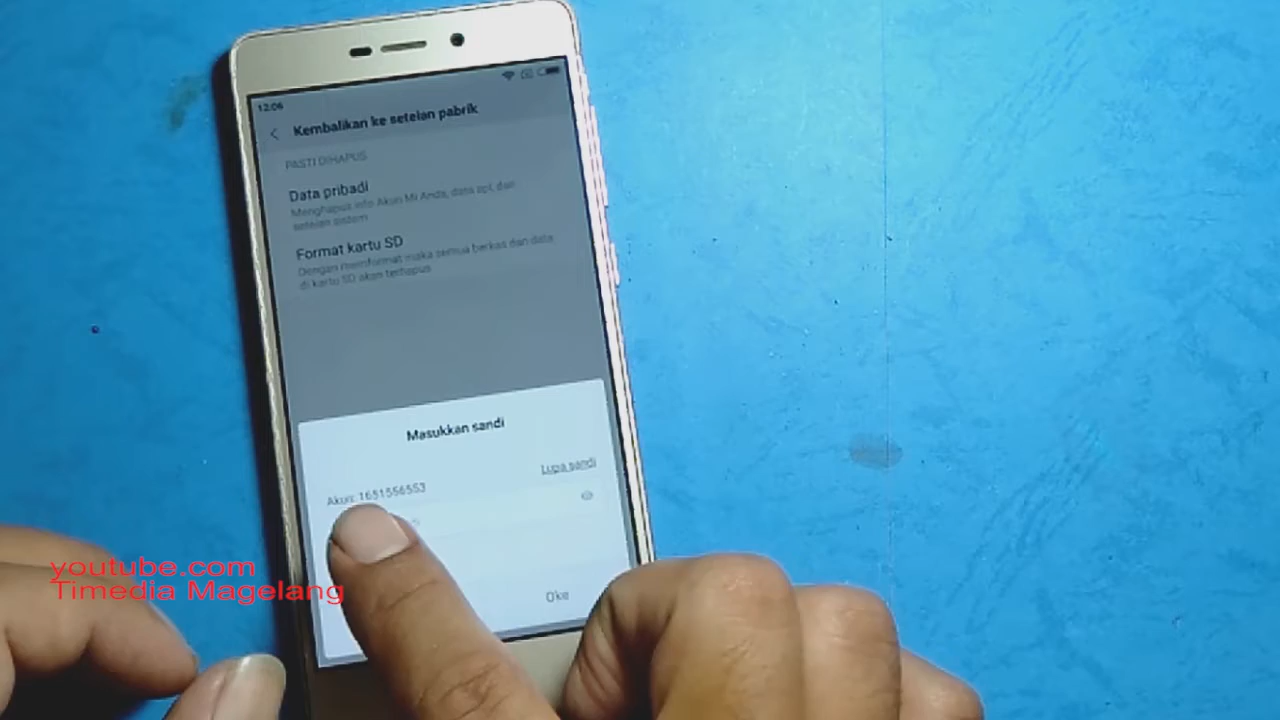 12:06
Kembalikan ke setelan pabrik
PASTI DIHAPUS
Data pribadi
Menghapus info Akun Mi Anda, data apl, dan
setelan sistem
Format kartu SD
Dengan memformat maka semua berkas dan data
di kartu SD akan terhapus
Masukkan sandi
Lupa sandi
Akun: 1651556553
Oke
youtube.com
Timedia Magelang